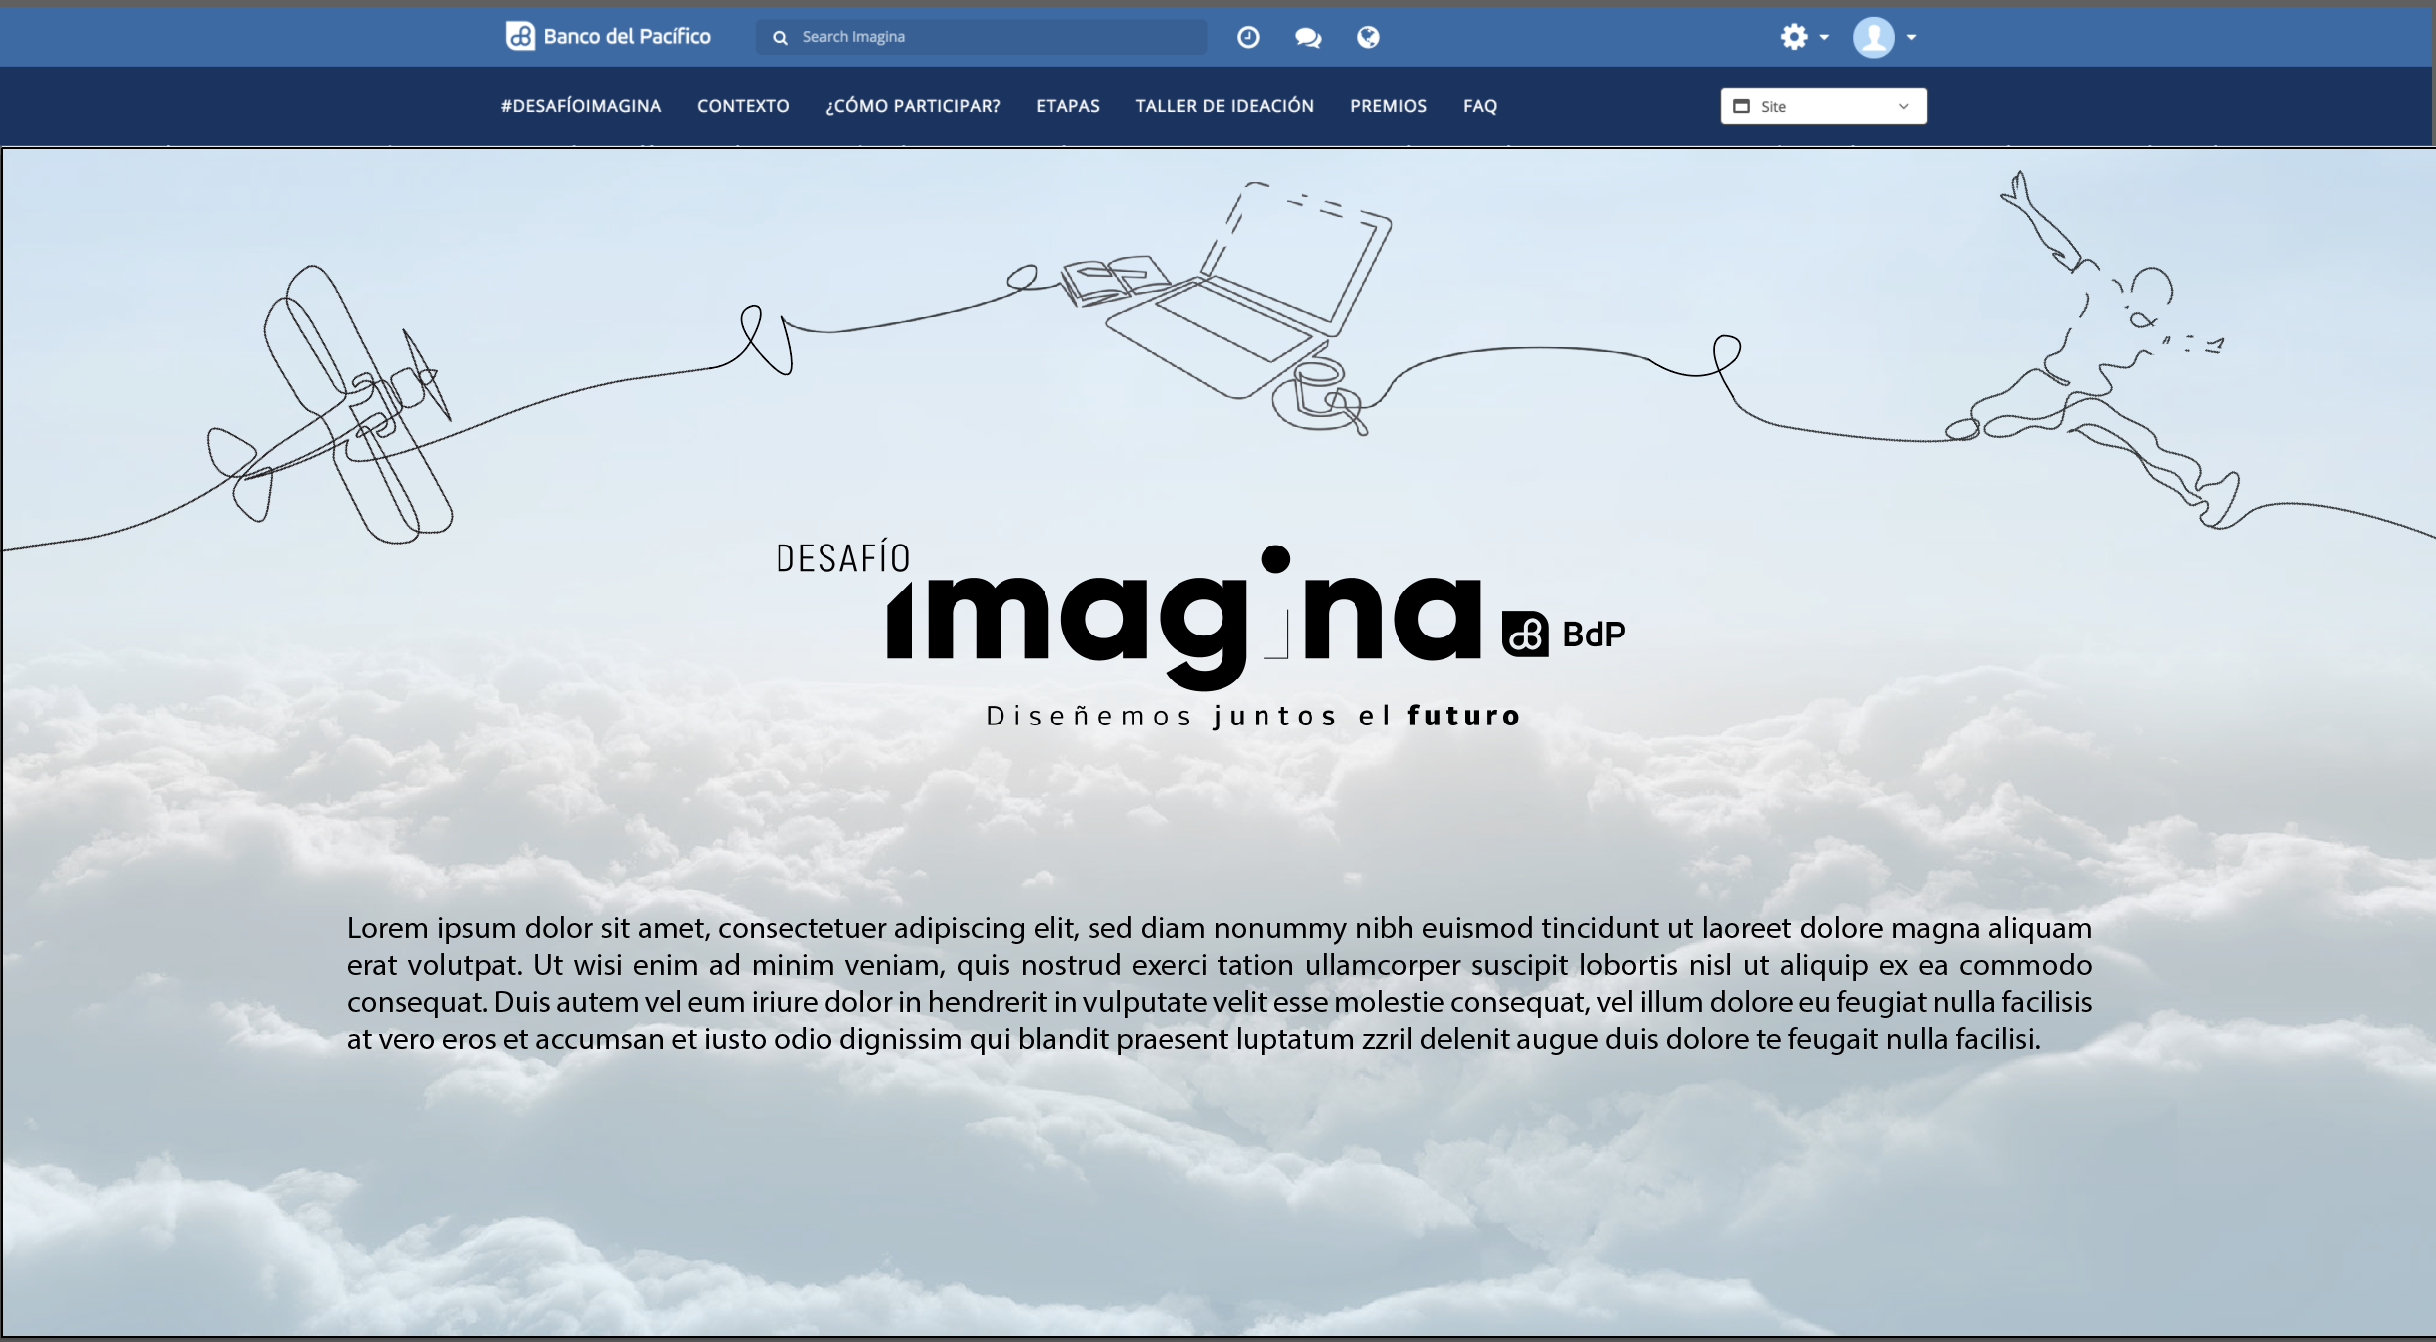 Banco del Pacífico
Search Imagina
#DESAFÍOIMAGINA CONTEXTO ¿CÓMO PARTICIPAR? ETAPAS TALLER DE IDEACIÓN PREMIOS FAQ
Site
DESAFÍO
imagina BdP
Diseñemos juntos el futuro
Lorem ipsum dolor sit amet, consectetuer adipiscing elit, sed diam nonummy nibh euismod tincidunt ut laoreet dolore magna aliquam
erat volutpat. Ut wisi enim ad minim veniam, quis nostrud exerci tation ullamcorper suscipit lobortis nisl ut aliquip ex ea commodo
consequat. Duis autem vel eum iriure dolor in hendrerit in vulputate velit esse molestie consequat, vel illum dolore eu feugiat nulla facilisis
at vero eros et accumsan et iusto odio dignissim qui blandit praesent luptatum zzril delenit augue duis dolore te feugait nulla facilisi.